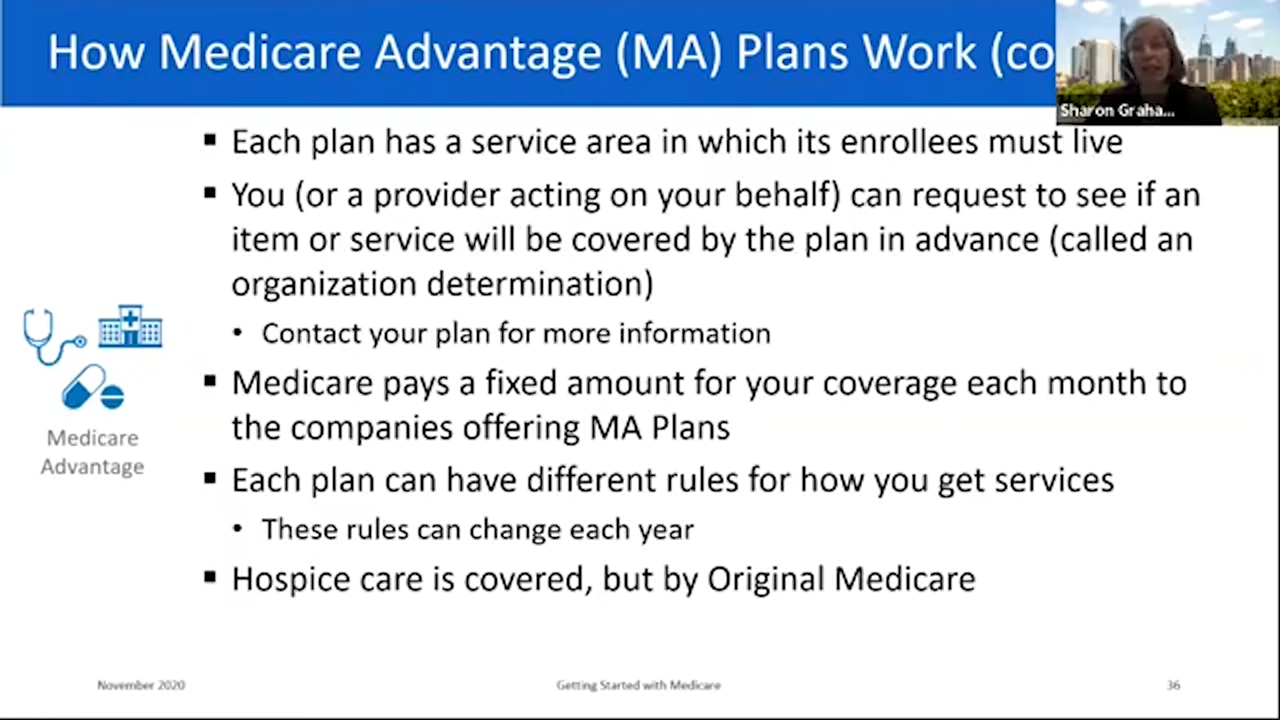 How Medicare Advantage (MA) Plans Work (co
Sharon Graha...
▪ Each plan has a service area in which its enrollees must live
▪ You (or a provider acting on your behalf) can request to see if an
item or service will be covered by the plan in advance (called an
organization determination)
• Contact your plan for more information
▪ Medicare pays a fixed amount for your coverage each month to
the companies offering MA Plans
▪ Each plan can have different rules for how you get services
• These rules can change each year
▪ Hospice care is covered, but by Original Medicare
Medicare
Advantage
November 2020
Getting Started with Medicare
36